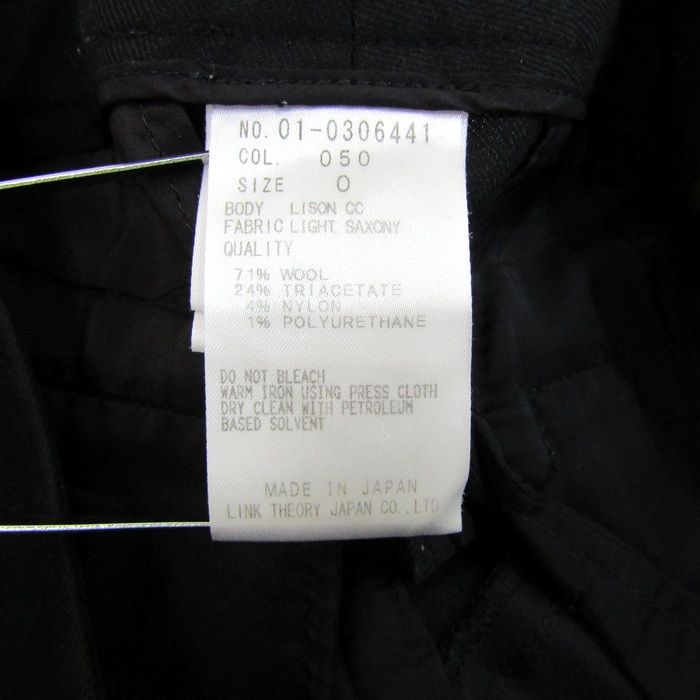 NO. 01-0306441
COL. 050
SIZE 0
BODY LISON CC
FABRIC LIGHT. SAXONY
QUALITY
71% WOOL
24% TRIACETATE
4% NYLON
1% POLYURETHANE
DO NOT BLEACH
WARM IRON USING PRESS CLOTH
DRY CLEAN WITH PETROLEUM
BASED SOLVENT
MADE IN JAPAN
LINK THEORY JAPAN CO.,LTD